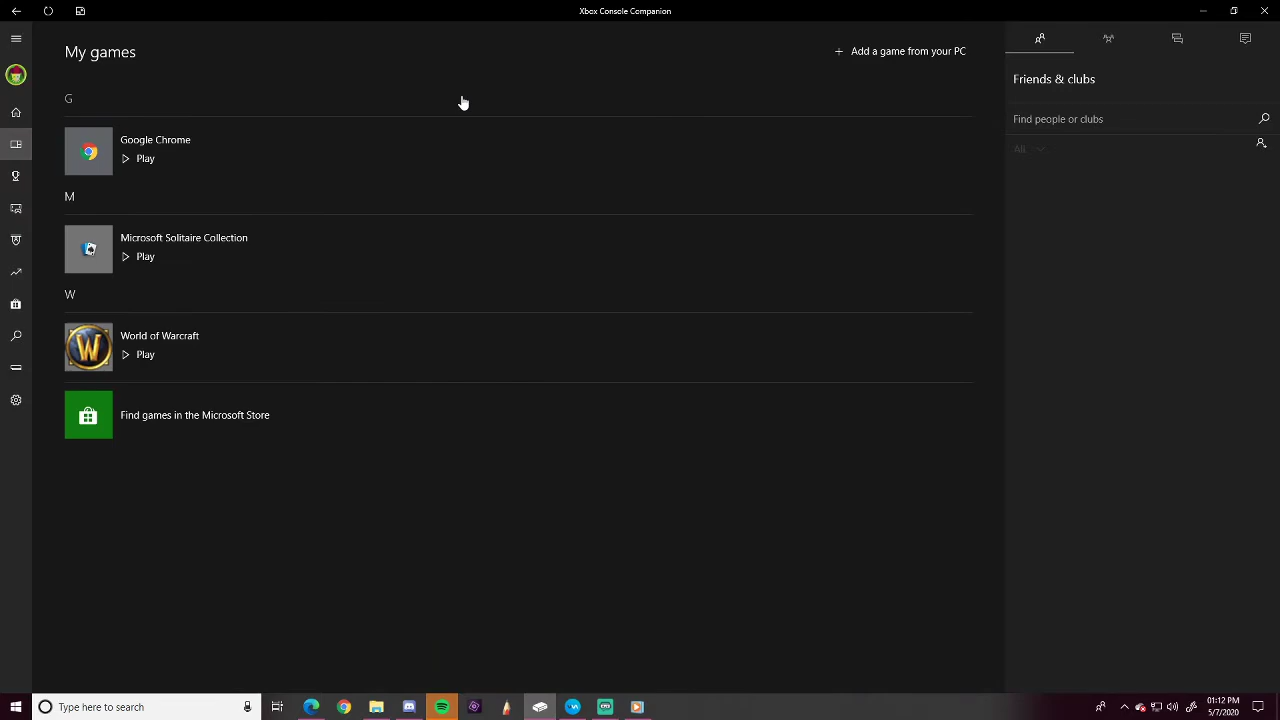 Xbox Console Companion
My games
+ Add a game from your PC
G
Google Chrome
Play
M
Microsoft Solitaire Collection
Play
W
World of Warcraft
Play
Find games in the Microsoft Store
Friends & clubs
Find people or clubs
All
Type here to search
01:12 PM
5/7/2020